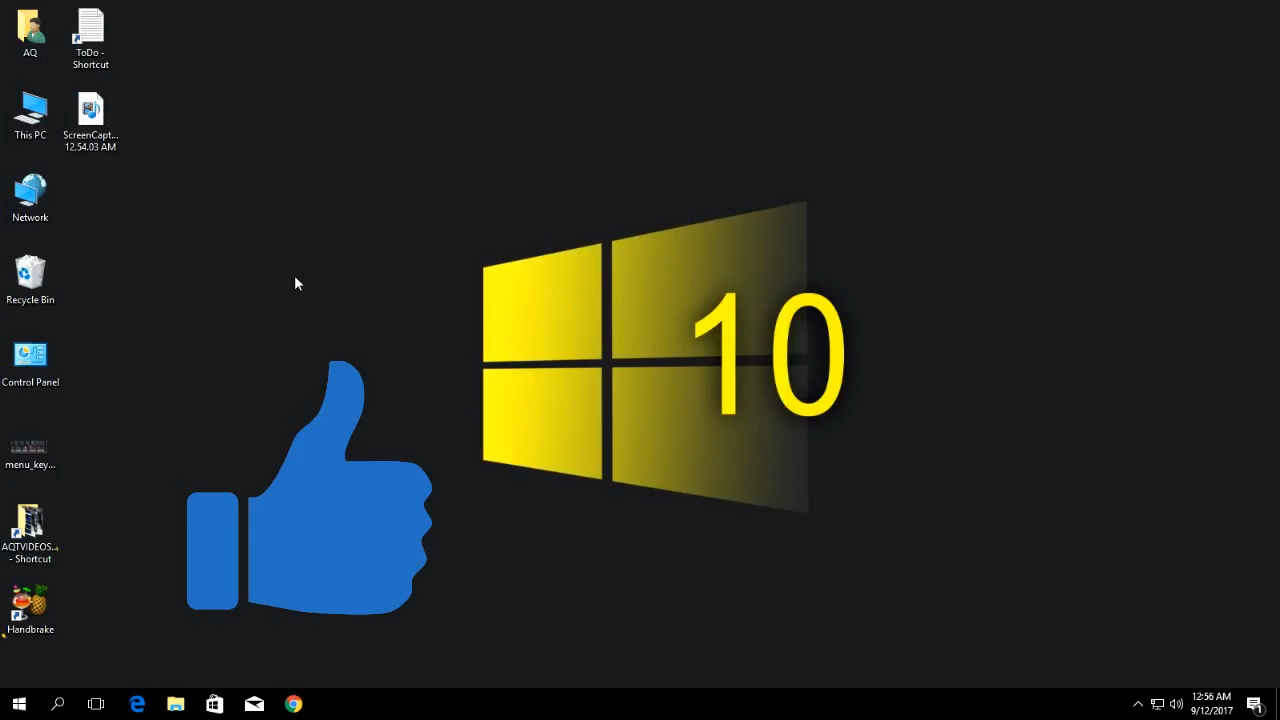 AQ
ToDo -
Shortcut
This PC
ScreenCapt...
12.54.03 AM
Network
Recycle Bin
Control Panel
menu_key...
AQTVIDEOS...
- Shortcut
Handbrake
10
12:56 AM
9/12/2017
1